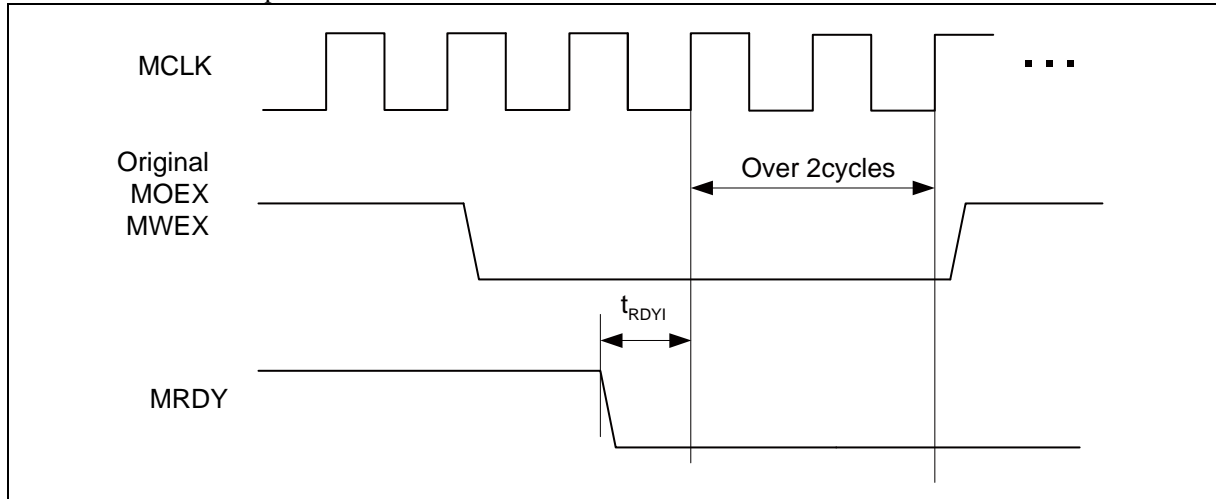 MCLK
. . .
Original
MOEX
MWEX
Over 2cycles
tRDYI
MRDY